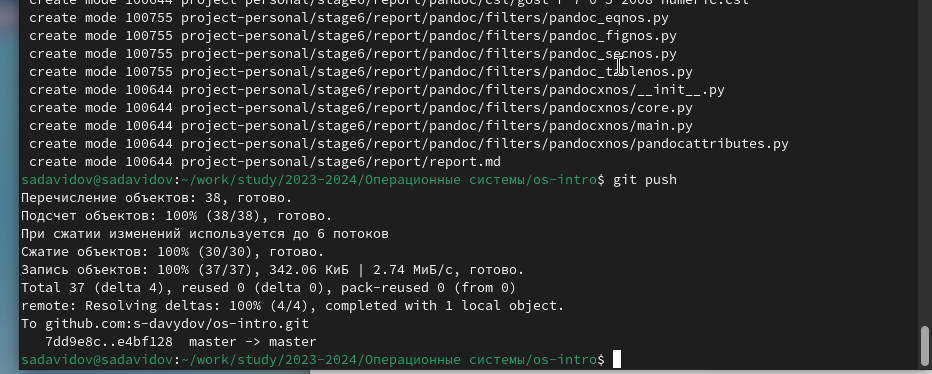 create mode 100644 project-personal/stage6/report/pandoc/csl/gost-r-7-0-5-2008-numeric.csl
create mode 100755 project-personal/stage6/report/pandoc/filters/pandoc_eqnos.py
create mode 100755 project-personal/stage6/report/pandoc/filters/pandoc_fignos.py
create mode 100755 project-personal/stage6/report/pandoc/filters/pandoc_secnos.py
create mode 100755 project-personal/stage6/report/pandoc/filters/pandoc_tablenos.py
create mode 100644 project-personal/stage6/report/pandoc/filters/pandocxnos/__init__.py
create mode 100644 project-personal/stage6/report/pandoc/filters/pandocxnos/core.py
create mode 100644 project-personal/stage6/report/pandoc/filters/pandocxnos/main.py
create mode 100644 project-personal/stage6/report/pandoc/filters/pandocxnos/pandocattributes.py
create mode 100644 project-personal/stage6/report/report.md
sadavidov@sadavidov:~/work/study/2023-2024/Операционные системы/os-intro$ git push
Перечисление объектов: 38, готово.
Подсчет объектов: 100% (38/38), готово.
При сжатии изменений используется до 6 потоков
Сжатие объектов: 100% (30/30), готово.
Запись объектов: 100% (37/37), 342.06 КиБ | 2.74 МиБ/с, готово.
Total 37 (delta 4), reused 0 (delta 0), pack-reused 0 (from 0)
remote: Resolving deltas: 100% (4/4), completed with 1 local object.
To github.com:s-davydov/os-intro.git
7dd9e8c..e4bf128 master -> master
sadavidov@sadavidov:~/work/study/2023-2024/Операционные системы/os-intro$